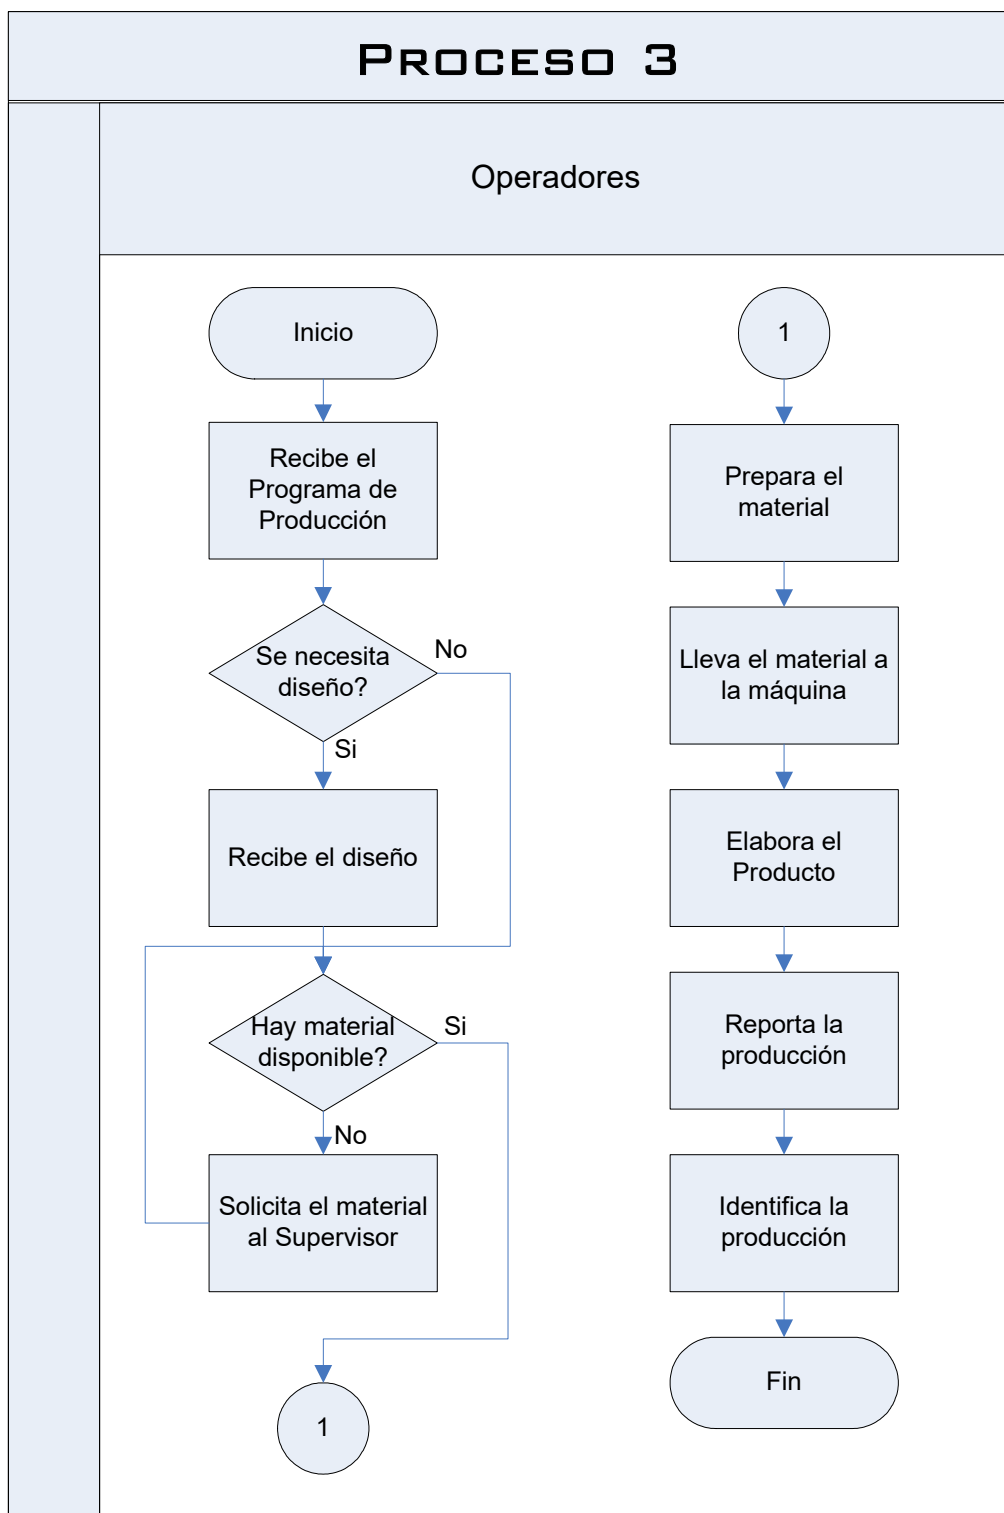 PROCESO 3
Operadores
Inicio
Recibe el
Programa de
Producción
Se necesita
diseño?
No
Si
Recibe el diseño
Hay material
disponible?
Si
No
Solicita el material
al Supervisor
1
1
Prepara el
material
Lleva el material a
la máquina
Elabora el
Producto
Reporta la
producción
Identifica la
producción
Fin